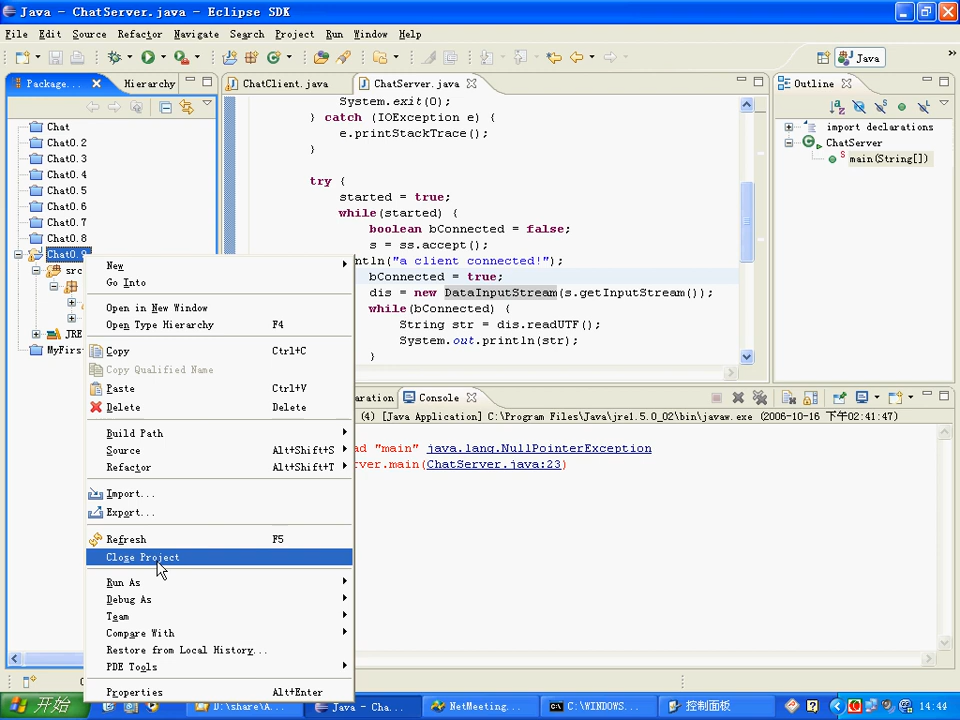 Java - ChatServer.java - Eclipse SDK
File Edit Source Refactor Navigate Search Project Run Window Help
Java
Package...
Hierarchy
Chat
Chat0.2
Chat0.3
Chat0.4
Chat0.5
Chat0.6
Chat0.7
Chat0.8
Chat0.9
src
JRE
MyFirs
New
Go Into
Open in New Window
Open Type Hierarchy F4
Copy Ctrl+C
Copy Qualified Name
Paste Ctrl+V
Delete Delete
Build Path
Source Alt+Shift+S
Refactor Alt+Shift+T
Import...
Export...
Refresh F5
Close Project
Run As
Debug As
Team
Compare With
Restore from Local History...
PDE Tools
Properties Alt+Enter
ChatClient.java
ChatServer.java
System.exit(0);
} catch (IOException e) {
e.printStackTrace();
}
try {
started = true;
while(started) {
boolean bConnected = false;
s = ss.accept();
ntln("a client connected!");
bConnected = true;
dis = new DataInputStream(s.getInputStream());
while(bConnected) {
String str = dis.readUTF();
System.out.println(str);
}
Outline
import declarations
ChatServer
main(String[])
aration
Console
(4) [Java Application] C:\Program Files\Java\jre1.5.0_02\bin\javaw.exe (2006-10-16 下午02:41:47)
ad "main" java.lang.NullPointerException
rver.main(ChatServer.java:23)
开始
D:\share\A...
Java - Cha...
NetMeeting...
C:\WINDOWS...
控制面板
14:44